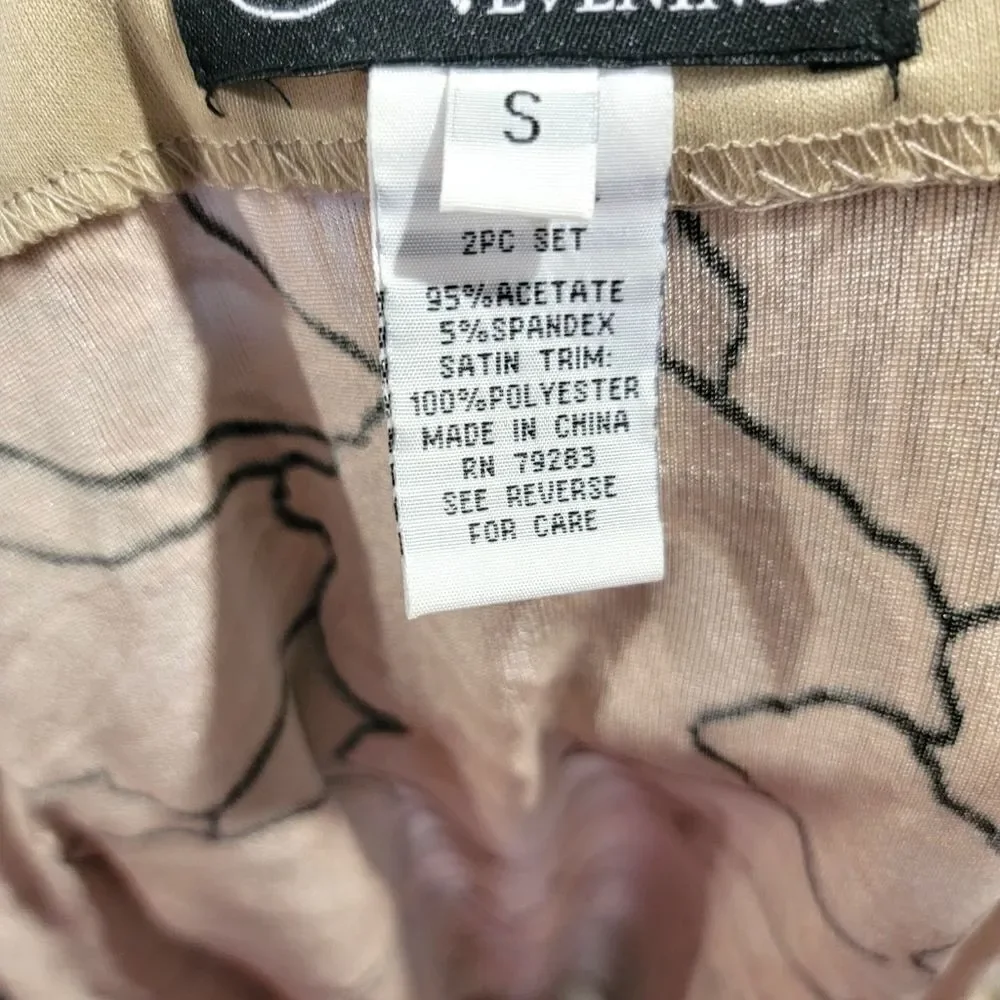 S
2PC SET
95%ACETATE
5%SPANDEX
SATIN TRIM:
100%POLYESTER
MADE IN CHINA
RN 79283
SEE REVERSE
FOR CARE